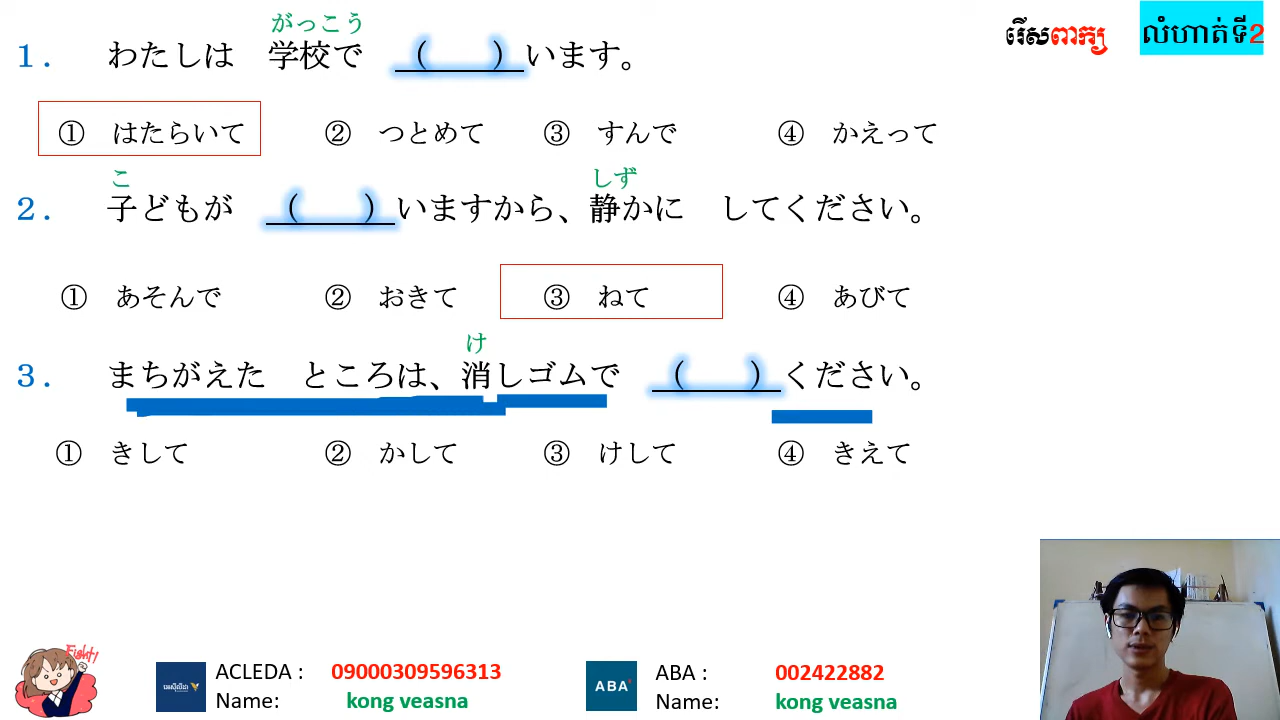 រើសពាក្យ
លំហាត់ទី2
がっこう
1. わたしは 学校で ( )います。
① はたらいて ② つとめて ③ すんで ④ かえって
こ しず
2. 子どもが ( )いますから、静かに してください。
① あそんで ② おきて ③ ねて ④ あびて
け
3. まちがえた ところは、消しゴムで ( )ください。
① きして ② かして ③ けして ④ きえて
Fight!
ACLEDA : 09000309596313
Name: kong veasna
ABA'
ABA : 002422882
Name: kong veasna